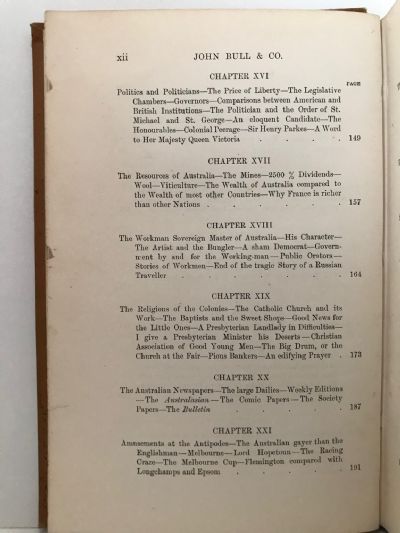 xii JOHN BULL & CO.
CHAPTER XVI
PAGE
Politics and Politicians—The Price of Liberty—The Legislative
Chambers—Governors—Comparisons between American and
British Institutions—The Politician and the Order of St.
Michael and St. George—An eloquent Candidate—The
Honourables—Colonial Peerage—Sir Henry Parkes—A Word
to Her Majesty Queen Victoria . . . . 149
CHAPTER XVII
The Resources of Australia—The Mines—2500 % Dividends—
Wool—Viticulture—The Wealth of Australia compared to
the Wealth of most other Countries—Why France is richer
than other Nations . . . . . . 157
CHAPTER XVIII
The Workman Sovereign Master of Australia—His Character—
The Artist and the Bungler—A sham Democrat—Govern-
ment by and for the Working-man—Public Orators—
Stories of Workmen—End of the tragic Story of a Russian
Traveller . . . . . . . 164
CHAPTER XIX
The Religions of the Colonies—The Catholic Church and its
Work—The Baptists and the Sweet Shops—Good News for
the Little Ones—A Presbyterian Landlady in Difficulties—
I give a Presbyterian Minister his Deserts—Christian
Association of Good Young Men—The Big Drum, or the
Church at the Fair—Pious Bankers—An edifying Prayer . 173
CHAPTER XX
The Australian Newspapers—The large Dailies—Weekly Editions
—The Australasian—The Comic Papers—The Society
Papers—The Bulletin . . . . . 187
CHAPTER XXI
Amusements at the Antipodes—The Australian gayer than the
Englishman—Melbourne—Lord Hopetoun—The Racing
Craze—The Melbourne Cup—Flemington compared with
Longchamps and Epsom . . . . . 191